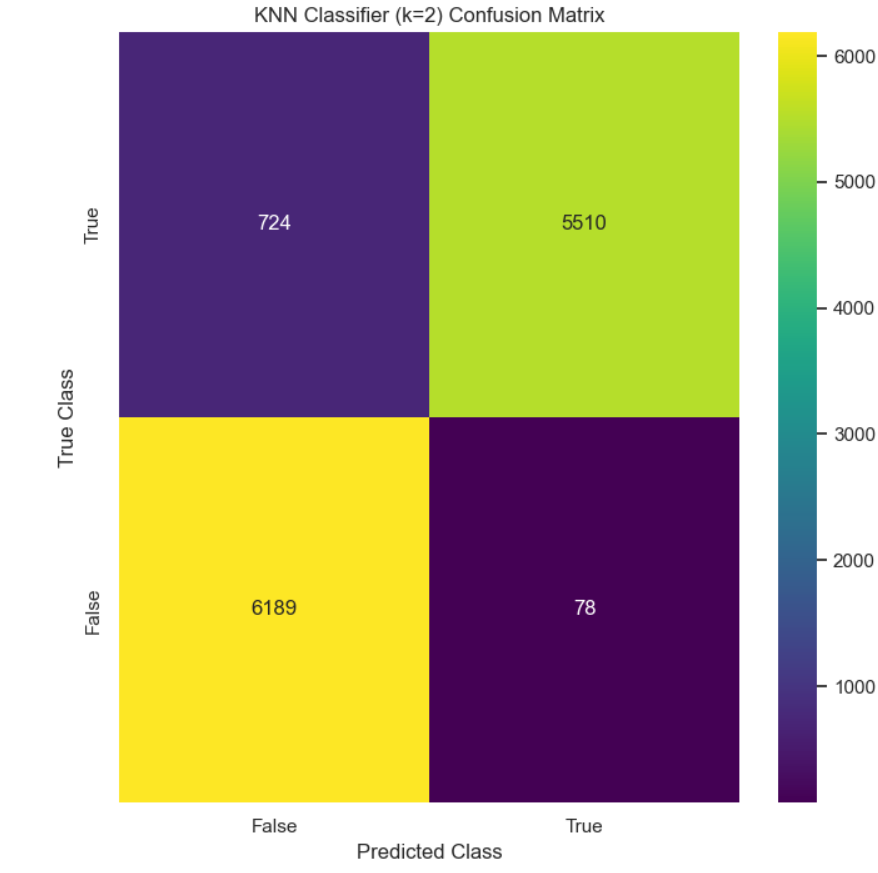 KNN Classifier (k=2) Confusion Matrix
6000
5000
4000
3000
2000
1000
True
724
5510
True Class
False
6189
78
False
True
Predicted Class